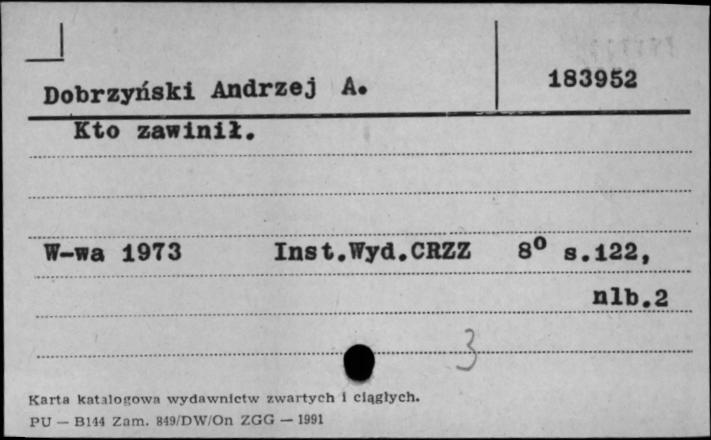 183952
Dobrzyński Andrzej A.
Kto zawinił.
W-wa 1973 Inst.Wyd.CRZZ 8⁰ s.122,
nlb.2
3
Karta katalogowa wydawnictw zwartych i ciągłych.
PU — B144 Zam. 849/DW/On ZGG — 1991